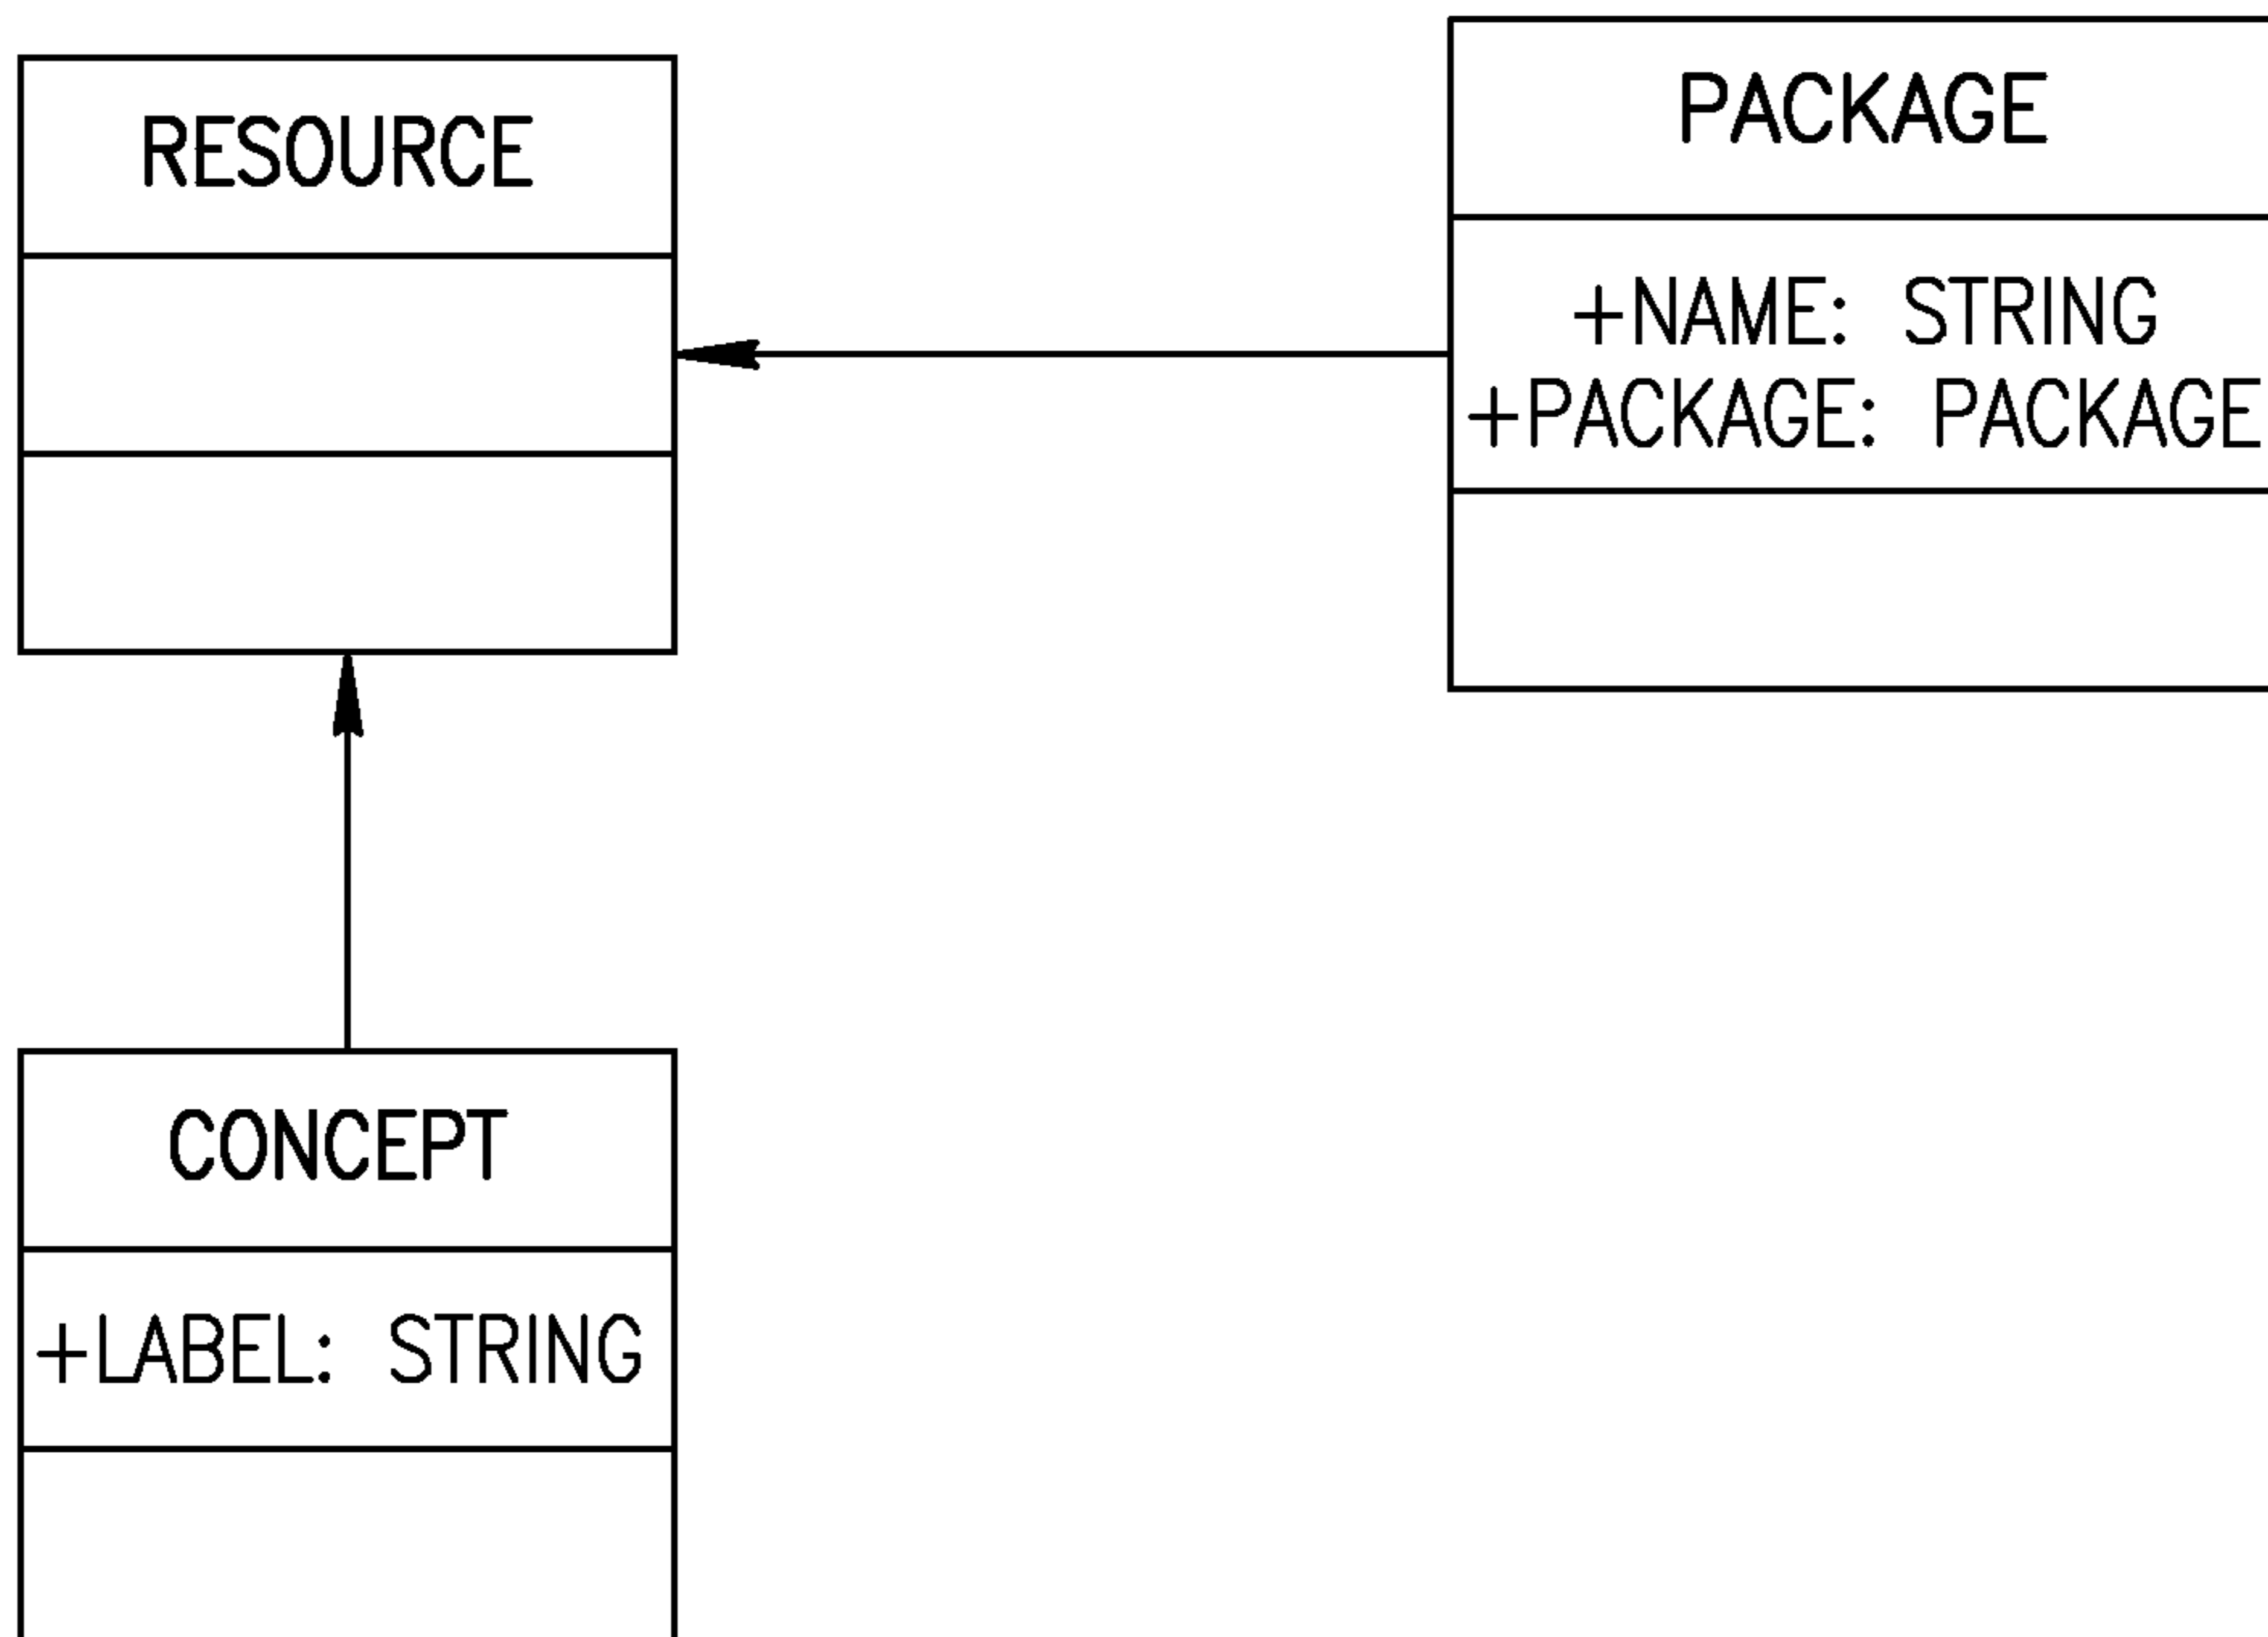 RESOURCE
PACKAGE
+NAME: STRING
+PACKAGE: PACKAGE
CONCEPT
+LABEL: STRING